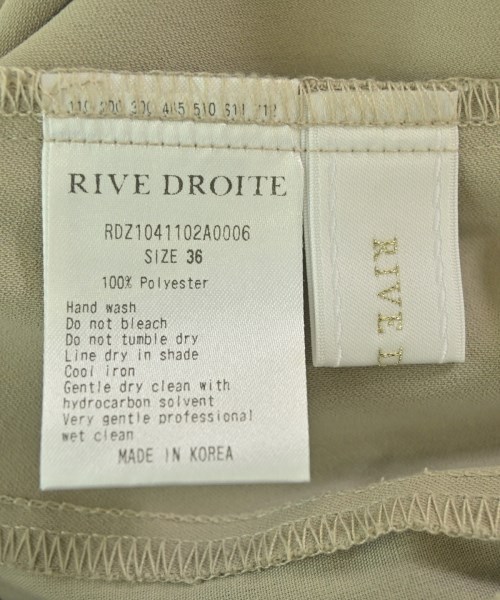 RIVE DROITE
RDZ1041102A0006
SIZE 36
100% Polyester
Hand wash
Do not bleach
Do not tumble dry
Line dry in shade
Cool iron
Gentle dry clean with
hydrocarbon solvent
Very gentle professional
wet clean
MADE IN KOREA
RIVE